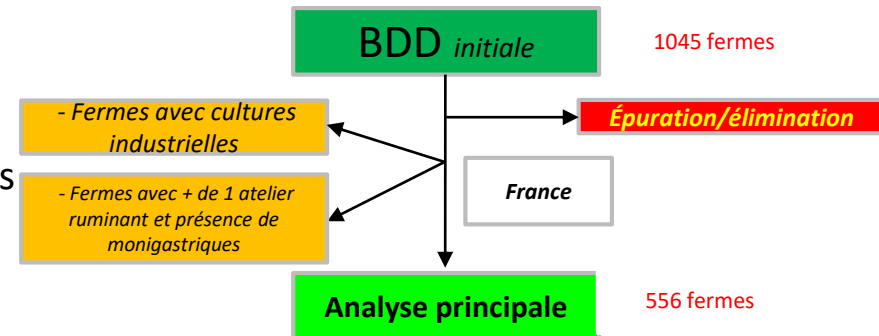 BDD initiale
1045 fermes
- Fermes avec cultures
industrielles
Épuration/élimination
s
- Fermes avec + de 1 atelier
ruminant et présence de
monigastriques
France
Analyse principale
556 fermes